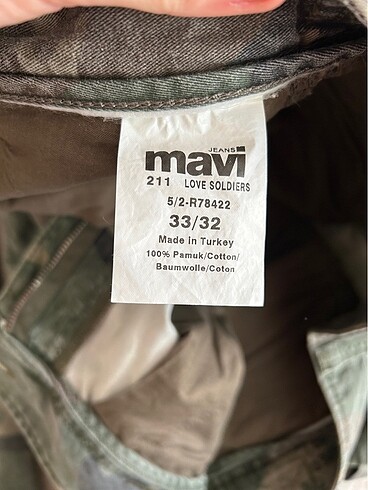 JEANS
mavi
211 LOVE SOLDIERS
5/2-R78422
33/32
Made in Turkey
100% Pamuk/Cotton/
Baumwolle/Coton